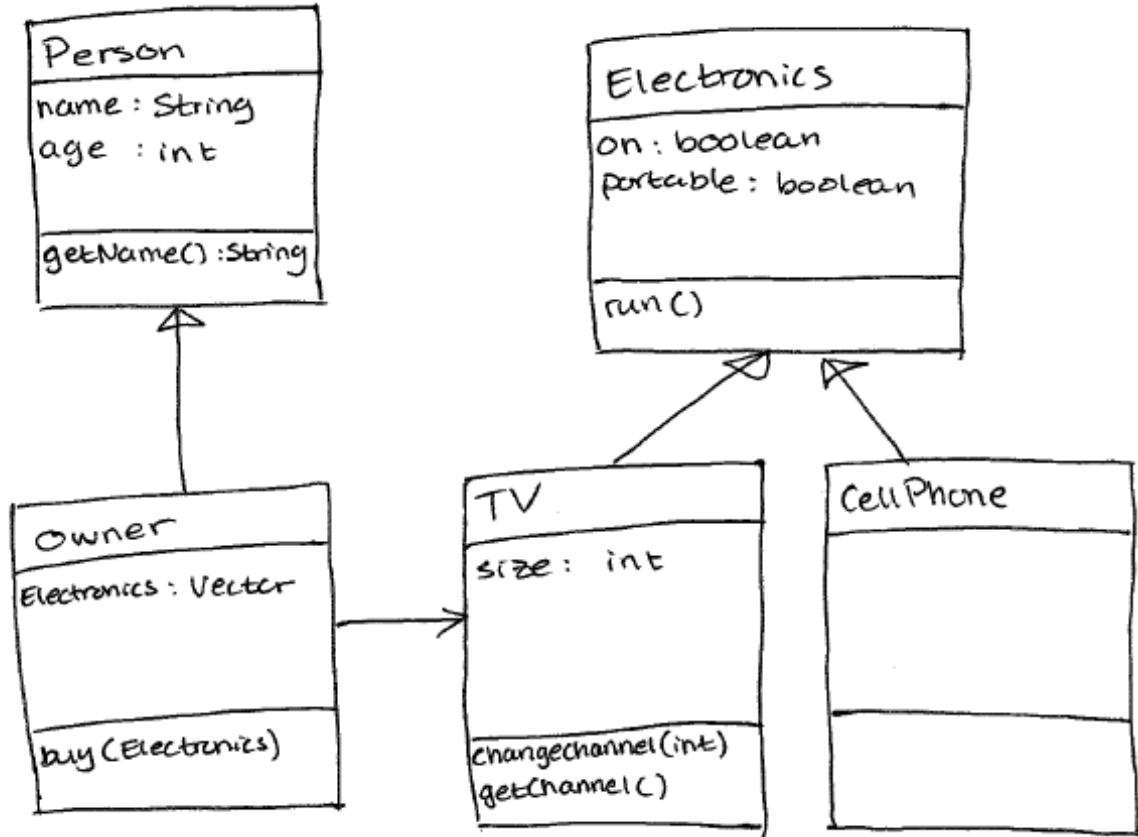 Person
name : String
age : int
getName() : String
Electronics
on : boolean
portable : boolean
run()
Owner
Electronics : Vector
buy (Electronics)
TV
size : int
changechannel(int)
getChannel()
CellPhone